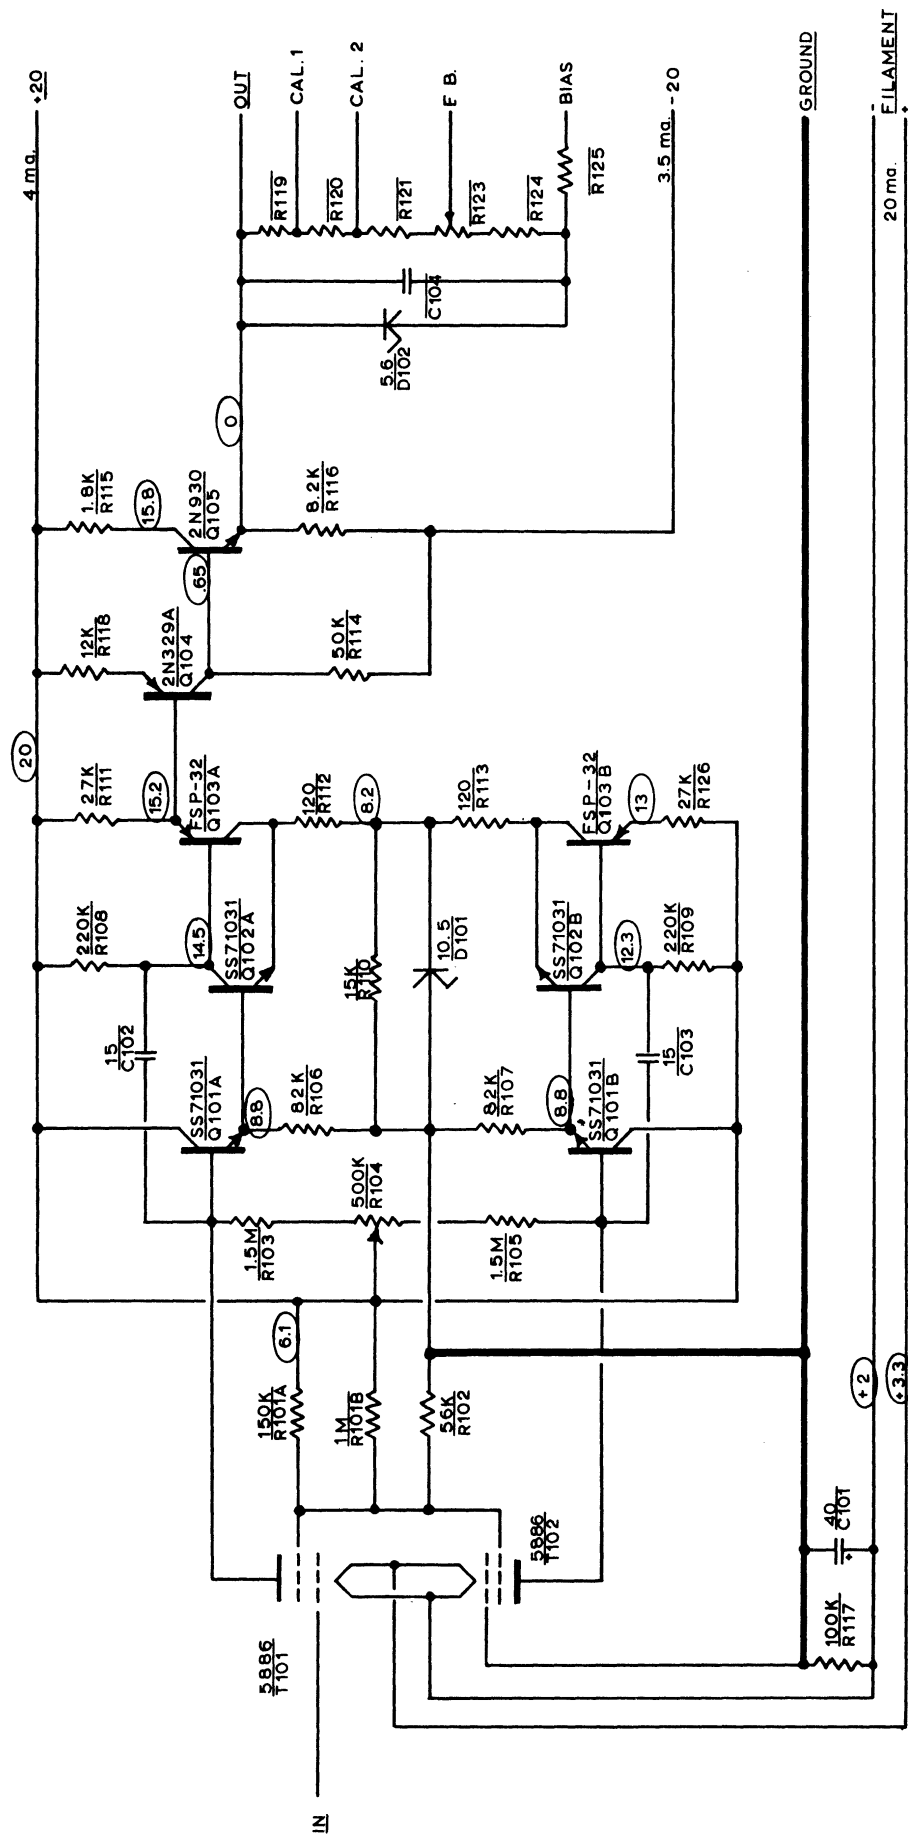 4 ma.
+20
OUT
CAL. 1
CAL. 2
F B.
BIAS
3.5 ma.
-20
GROUND
-
FILAMENT
+
20 ma.
R119
R120
R121
R123
R124
R125
C104
5.6
D102
0
1.8K
R115
15.8
2N930
Q105
.65
8.2K
R116
12K
R118
2N329A
Q104
50K
R114
20
27K
R111
15.2
FSP-32
Q103A
120
R112
8.2
120
R113
FSP-32
Q103B
13
27K
R126
220K
R108
14.5
SS71031
Q102A
15K
R110
10.5
D101
SS71031
Q102B
12.3
220K
R109
15
C102
SS71031
Q101A
8.8
82K
R106
82K
R107
8.8
SS71031
Q101B
15
C103
1.5M
R103
500K
R104
1.5M
R105
6.1
150K
R101A
1M
R101B
56K
R102
+2
+3.3
5886
T101
5886
T102
40
C101
+
100K
R117
IN